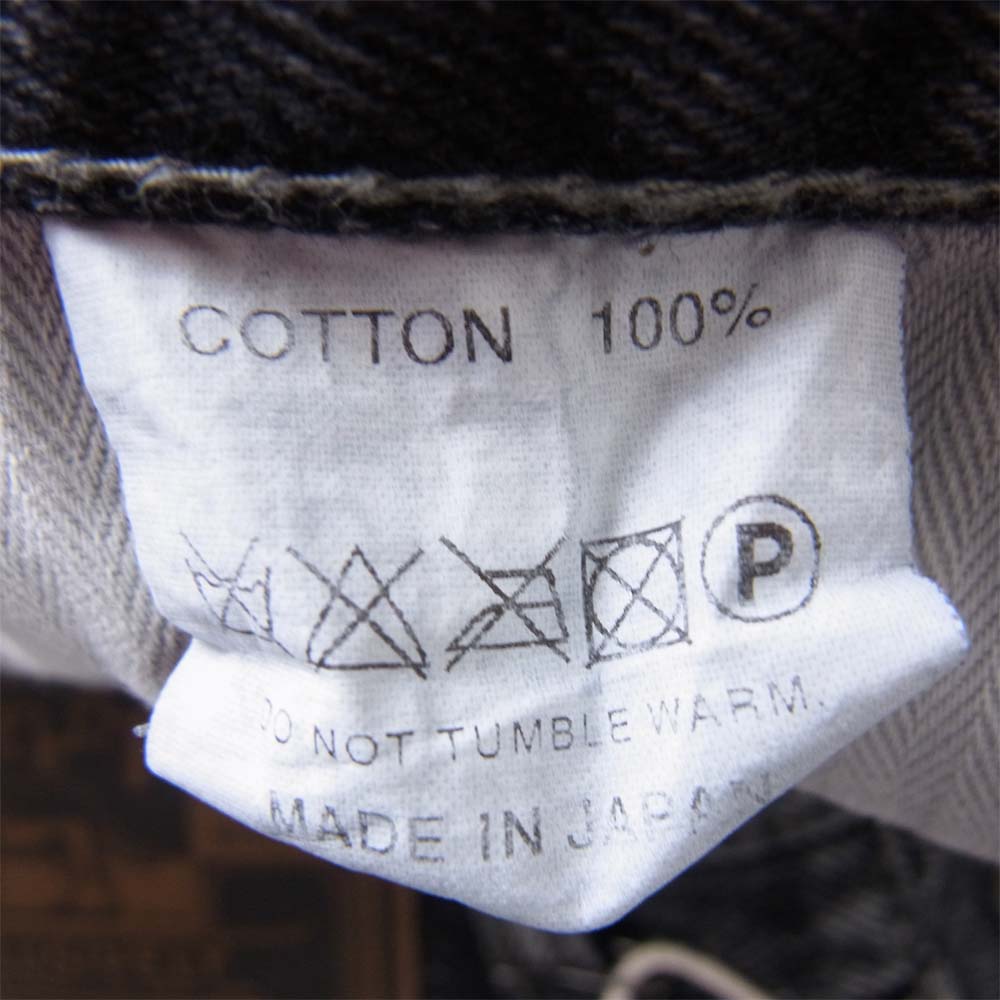 COTTON 100%
P
DO NOT TUMBLE WARM.
MADE IN JAPAN